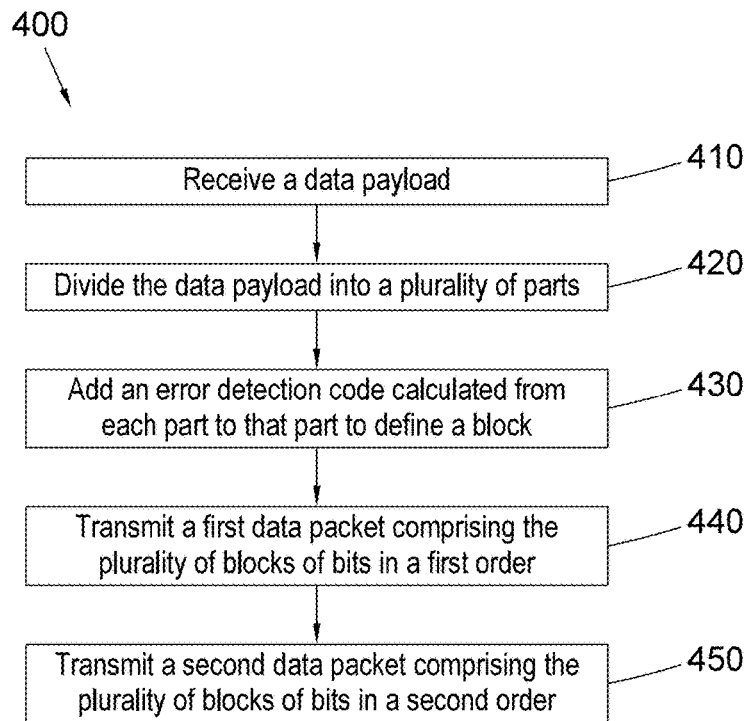 400
Receive a data payload
410
Divide the data payload into a plurality of parts
420
Add an error detection code calculated from
each part to that part to define a block
430
Transmit a first data packet comprising the
plurality of blocks of bits in a first order
440
Transmit a second data packet comprising the
plurality of blocks of bits in a second order
450